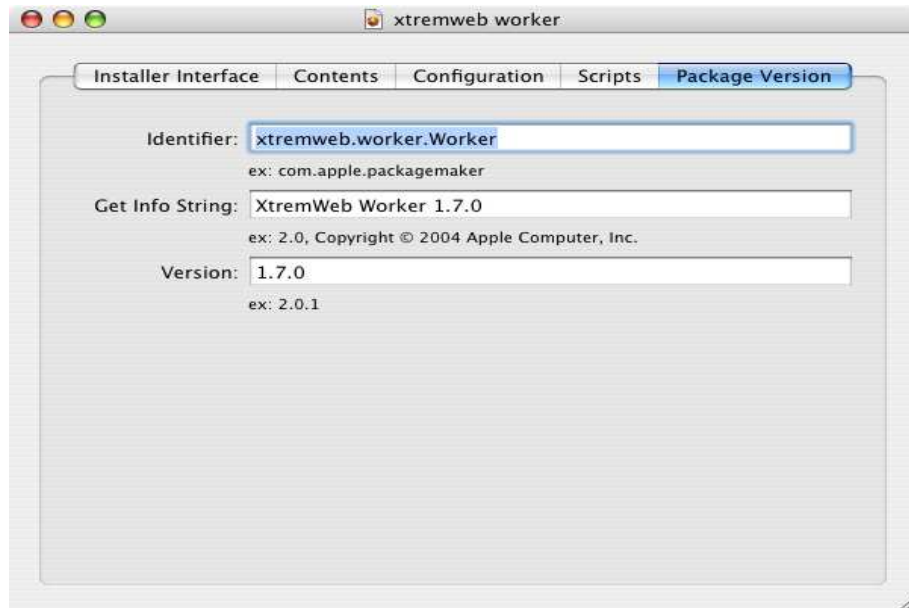 xtremweb worker
Installer Interface Contents Configuration Scripts Package Version
Identifier: xtremweb.worker.Worker
ex: com.apple.packagemaker
Get Info String: XtremWeb Worker 1.7.0
ex: 2.0, Copyright © 2004 Apple Computer, Inc.
Version: 1.7.0
ex: 2.0.1